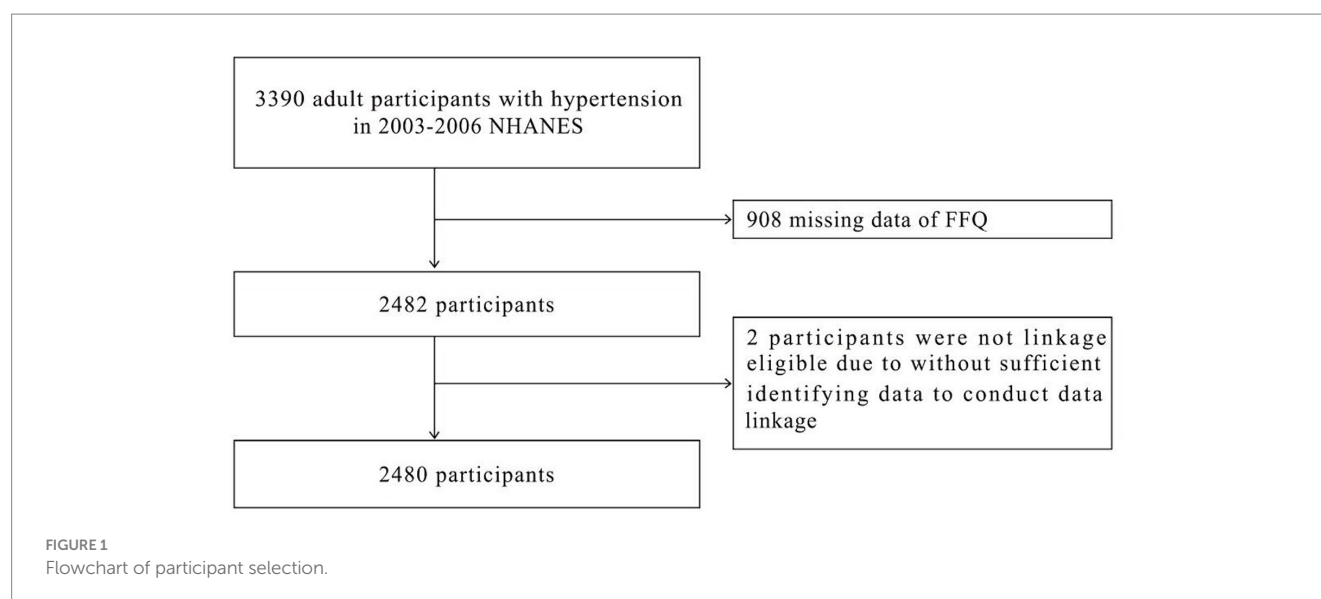 3390 adult participants with hypertension
in 2003-2006 NHANES
908 missing data of FFQ
2482 participants
2 participants were not linkage
eligible due to without sufficient
identifying data to conduct data
linkage
2480 participants
FIGURE 1
Flowchart of participant selection.